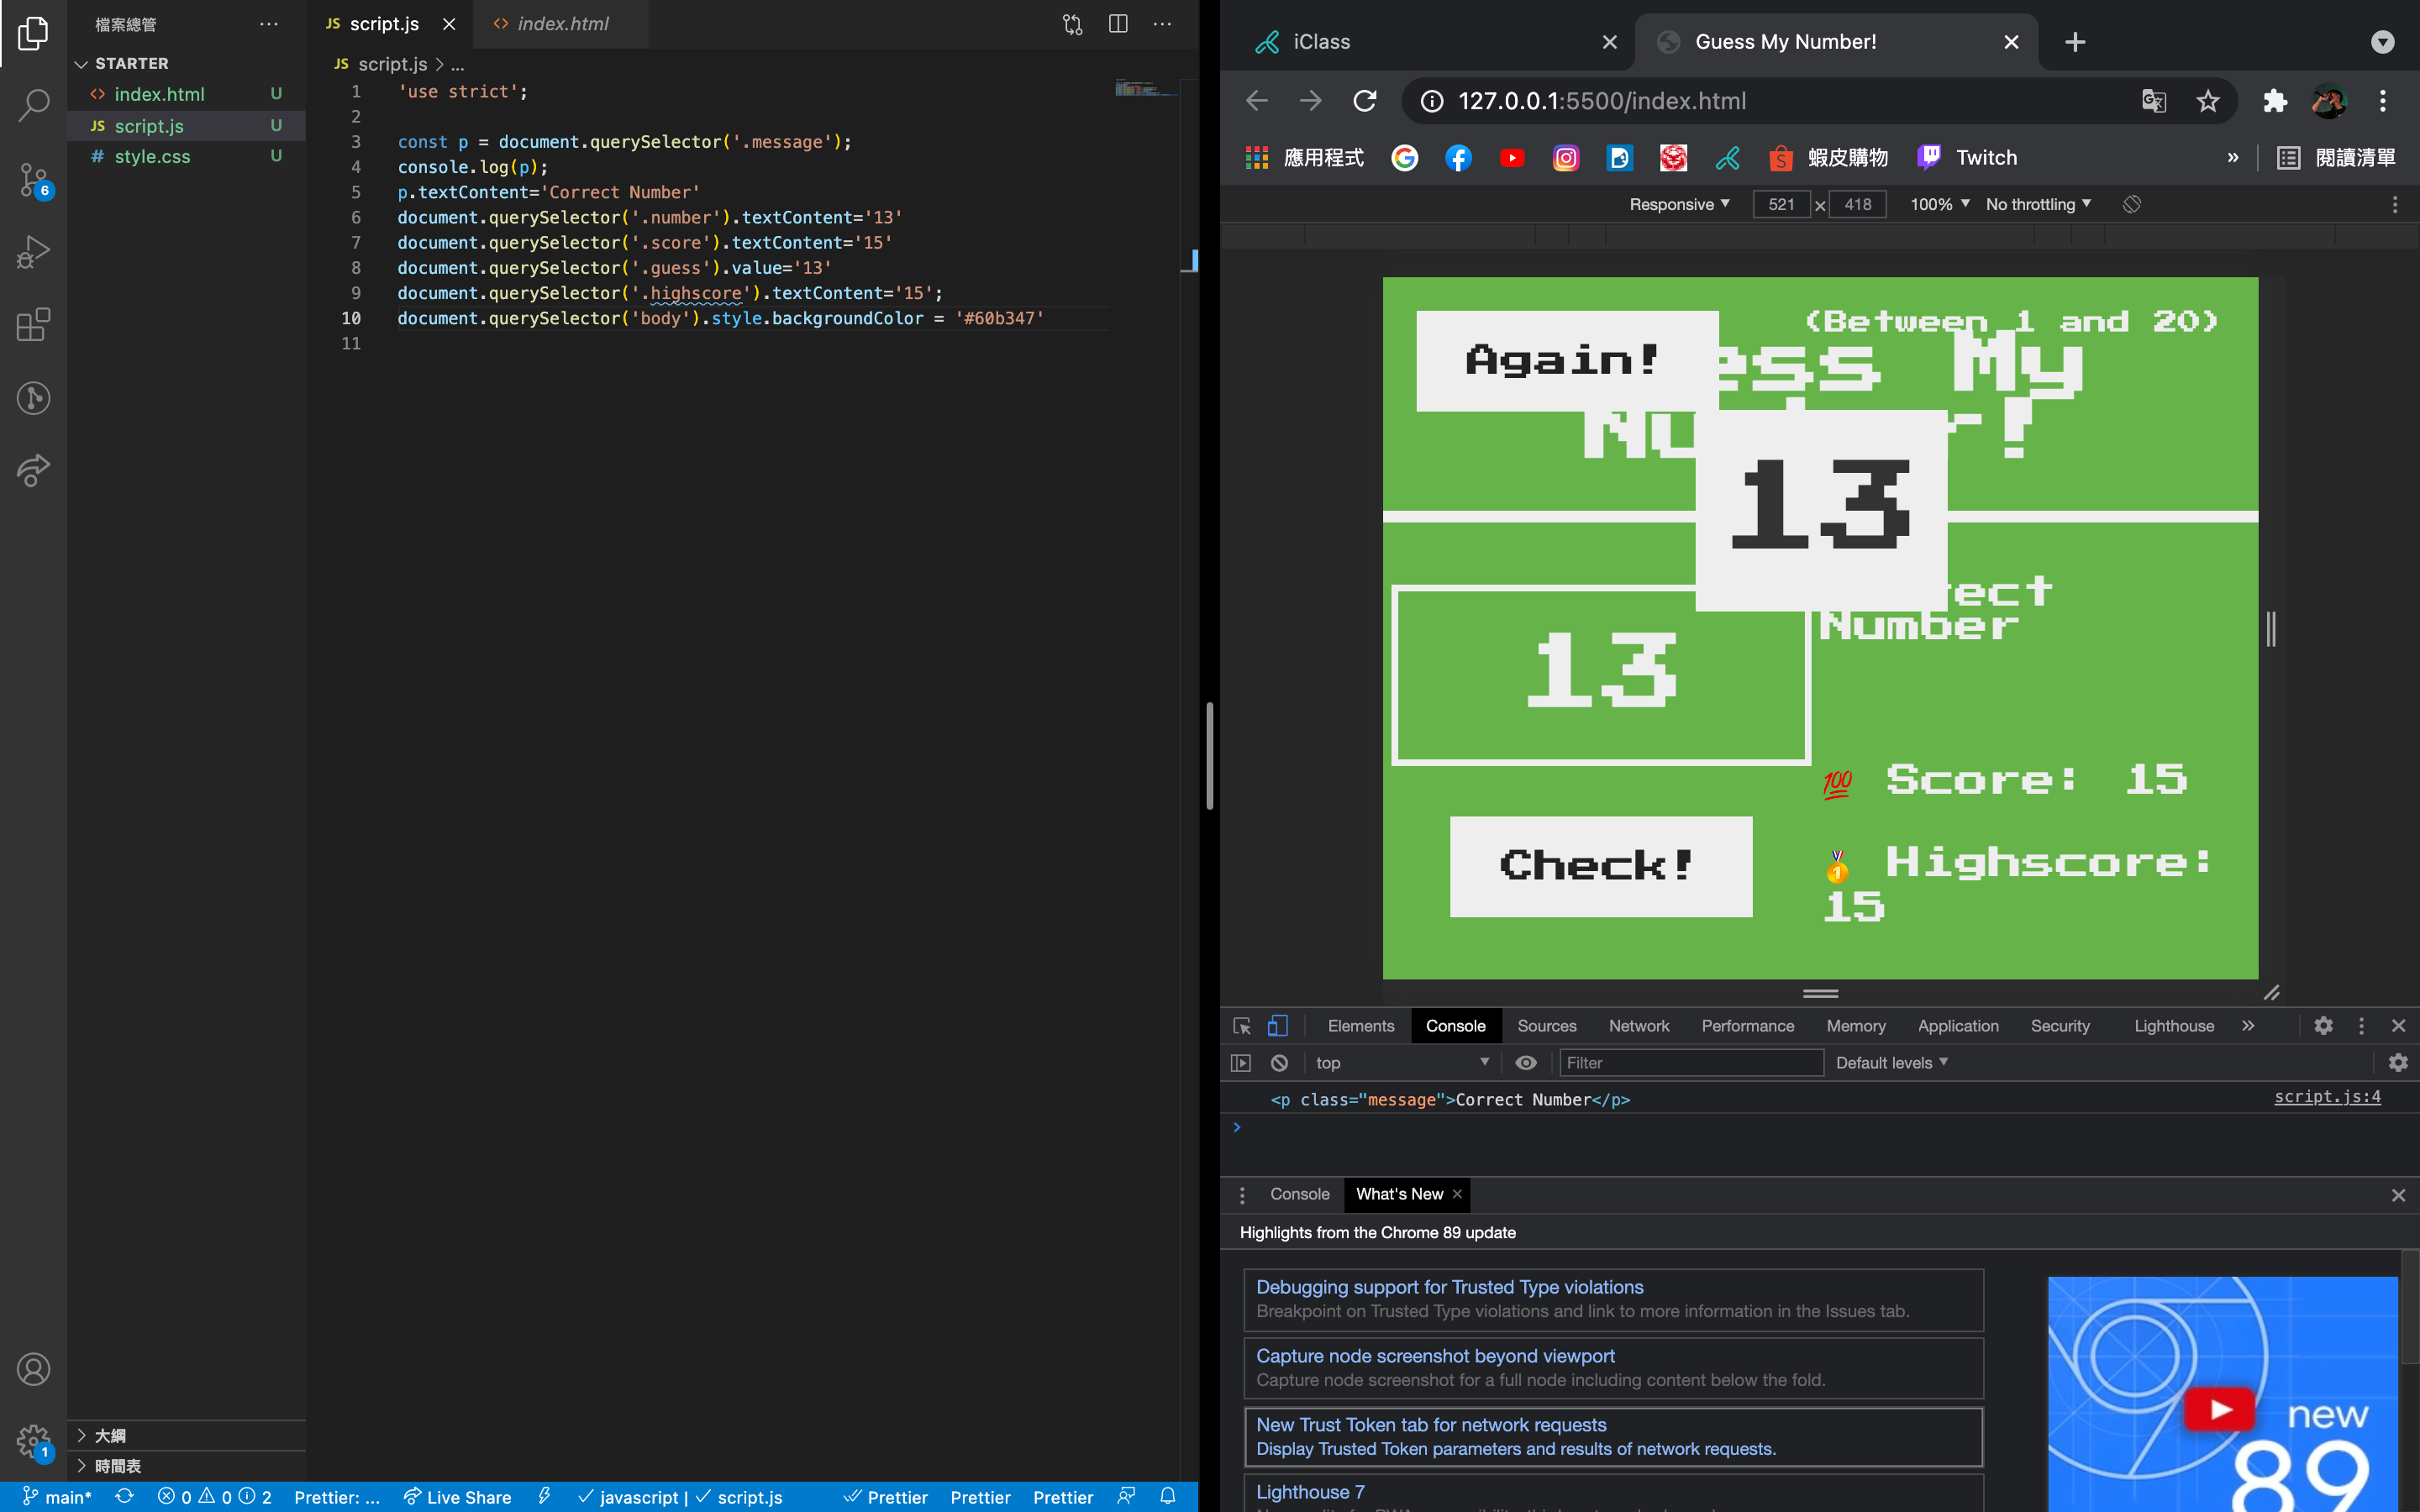 檔案總管
STARTER
index.html U
script.js U
style.css U
大綱
時間表
JS script.js
index.html
JS script.js > ...
1 'use strict';
2
3 const p = document.querySelector('.message');
4 console.log(p);
5 p.textContent='Correct Number'
6 document.querySelector('.number').textContent='13'
7 document.querySelector('.score').textContent='15'
8 document.querySelector('.guess').value='13'
9 document.querySelector('.highscore').textContent='15';
10 document.querySelector('body').style.backgroundColor = '#60b347'
11
6
1
main* 0 0 2 Prettier: ... Live Share javascript | script.js Prettier Prettier Prettier
iClass
Guess My Number!
127.0.0.1:5500/index.html
應用程式 蝦皮購物 Twitch » 閱讀清單
Responsive 521 × 418 100% No throttling
Again!
(Between 1 and 20)
ess My
13
13
Number
Score: 15
Check!
Highscore:
15
Elements Console Sources Network Performance Memory Application Security Lighthouse »
top Filter Default levels
<p class="message">Correct Number</p> script.js:4
>
Console What's New
Highlights from the Chrome 89 update
Debugging support for Trusted Type violations
Breakpoint on Trusted Type violations and link to more information in the Issues tab.
Capture node screenshot beyond viewport
Capture node screenshot for a full node including content below the fold.
New Trust Token tab for network requests
Display Trusted Token parameters and results of network requests.
Lighthouse 7
new
89